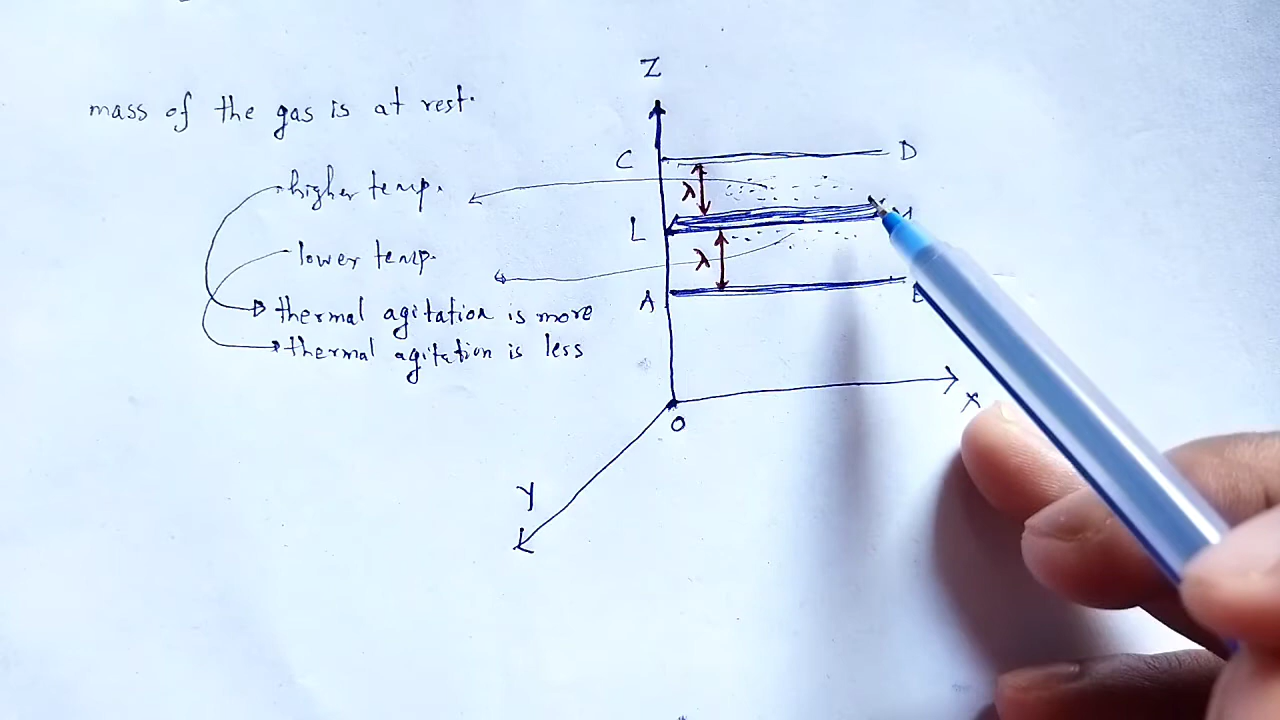 mass of the gas is at rest.
higher temp.
lower temp.
thermal agitation is more
thermal agitation is less
Z
C
D
λ
L
λ
A
X
O
Y